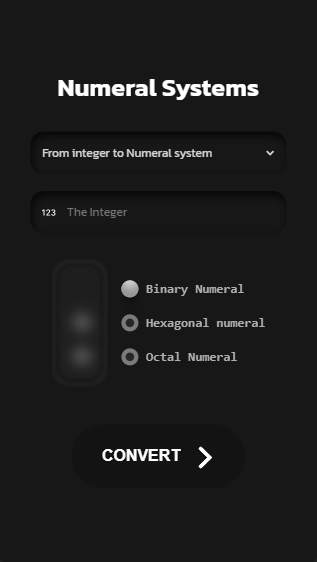 Numeral Systems
From integer to Numeral system
123 The Integer
Binary Numeral
Hexagonal numeral
Octal Numeral
CONVERT